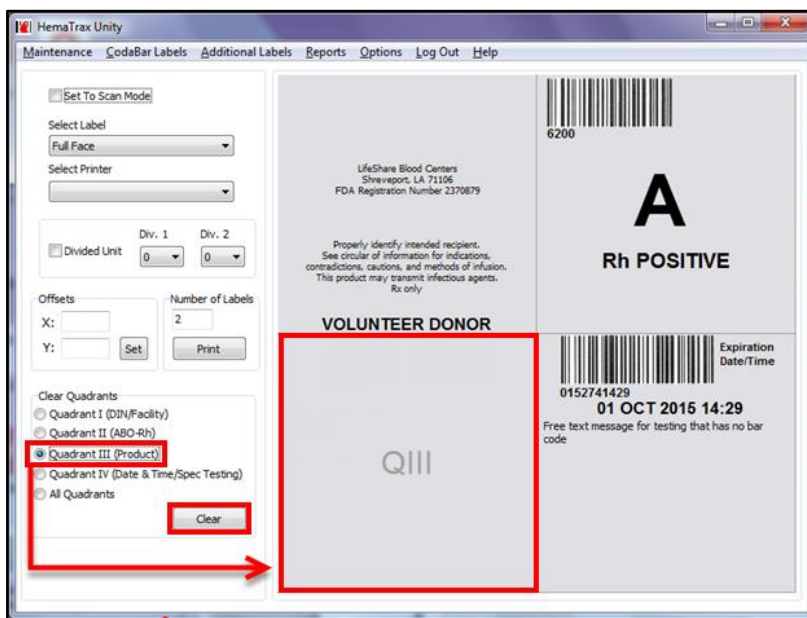 HemaTrax Unity
Maintenance CodaBar Labels Additional Labels Reports Options Log Out Help
Set To Scan Mode
Select Label
Full Face
Select Printer
Div. 1 Div. 2
Divided Unit 0 0
Offsets
X:
Y:
Set
Number of Labels
2
Print
Clear Quadrants
Quadrant I (DIN/Facility)
Quadrant II (ABO-Rh)
Quadrant III (Product)
Quadrant IV (Date & Time/Spec Testing)
All Quadrants
Clear
LifeShare Blood Centers
Shreveport, LA 71106
FDA Registration Number 2370879
Properly identify intended recipient.
See circular of information for indications,
contradictions, cautions, and methods of infusion.
This product may transmit infectious agents.
Rx only
VOLUNTEER DONOR
6200
A
Rh POSITIVE
QIII
Expiration
Date/Time
0152741429
01 OCT 2015 14:29
Free text message for testing that has no bar
code